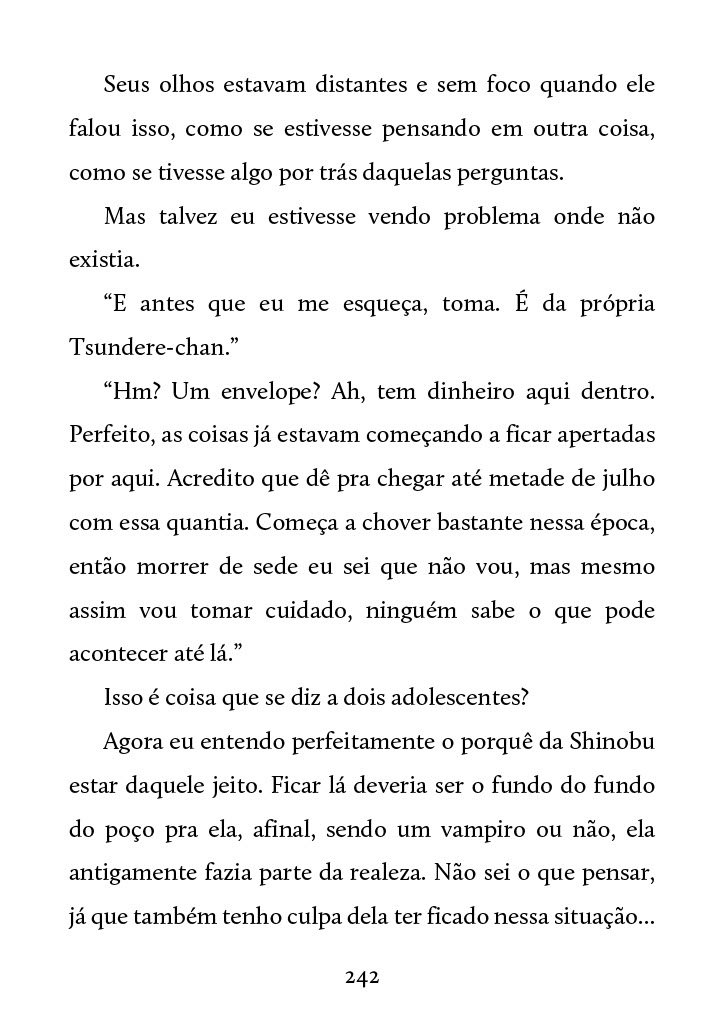 Seus olhos estavam distantes e sem foco quando ele
falou isso, como se estivesse pensando em outra coisa,
como se tivesse algo por trás daquelas perguntas.
Mas talvez eu estivesse vendo problema onde não
existia.
“E antes que eu me esqueça, toma. É da própria
Tsundere-chan.”
“Hm? Um envelope? Ah, tem dinheiro aqui dentro.
Perfeito, as coisas já estavam começando a ficar apertadas
por aqui. Acredito que dê pra chegar até metade de julho
com essa quantia. Começa a chover bastante nessa época,
então morrer de sede eu sei que não vou, mas mesmo
assim vou tomar cuidado, ninguém sabe o que pode
acontecer até lá.”
Isso é coisa que se diz a dois adolescentes?
Agora eu entendo perfeitamente o porquê da Shinobu
estar daquele jeito. Ficar lá deveria ser o fundo do fundo
do poço pra ela, afinal, sendo um vampiro ou não, ela
antigamente fazia parte da realeza. Não sei o que pensar,
já que também tenho culpa dela ter ficado nessa situação...
242